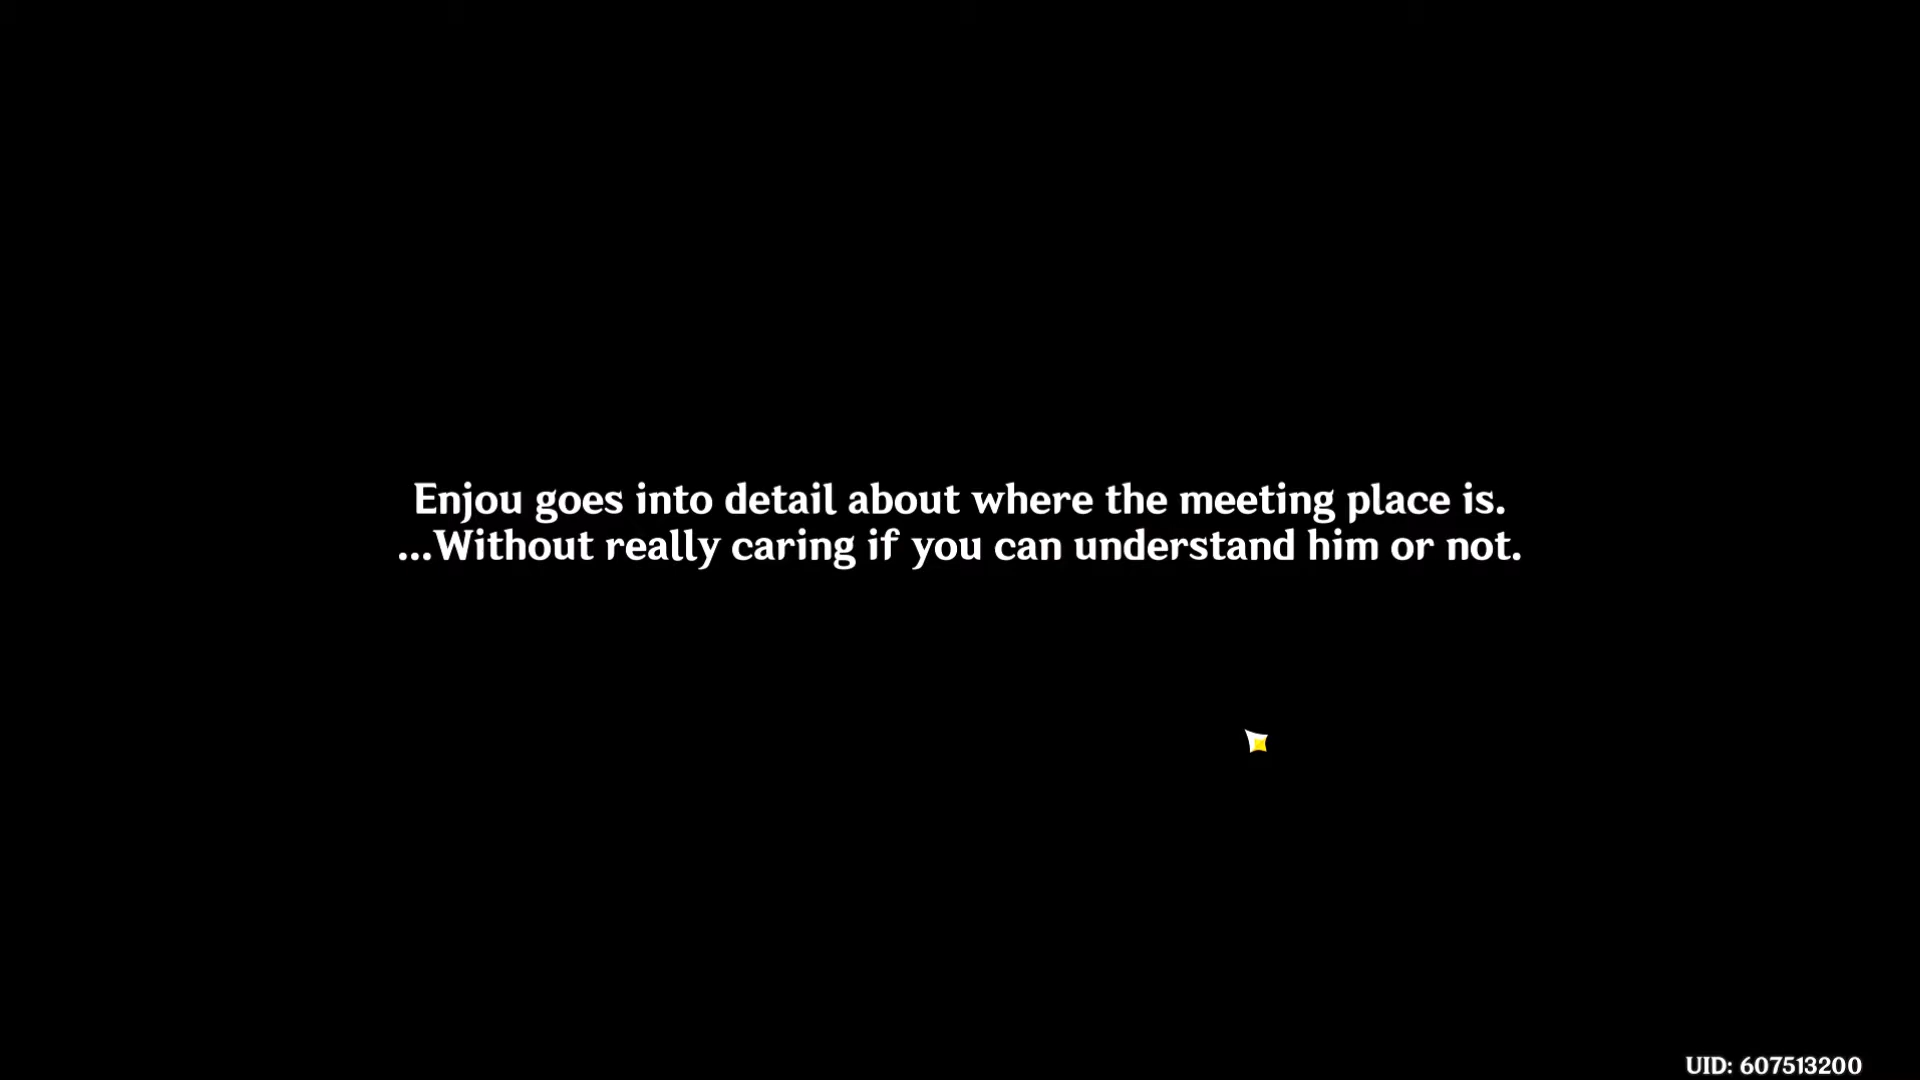 Enjou goes into detail about where the meeting place is.
...Without really caring if you can understand him or not.
UID: 607513200